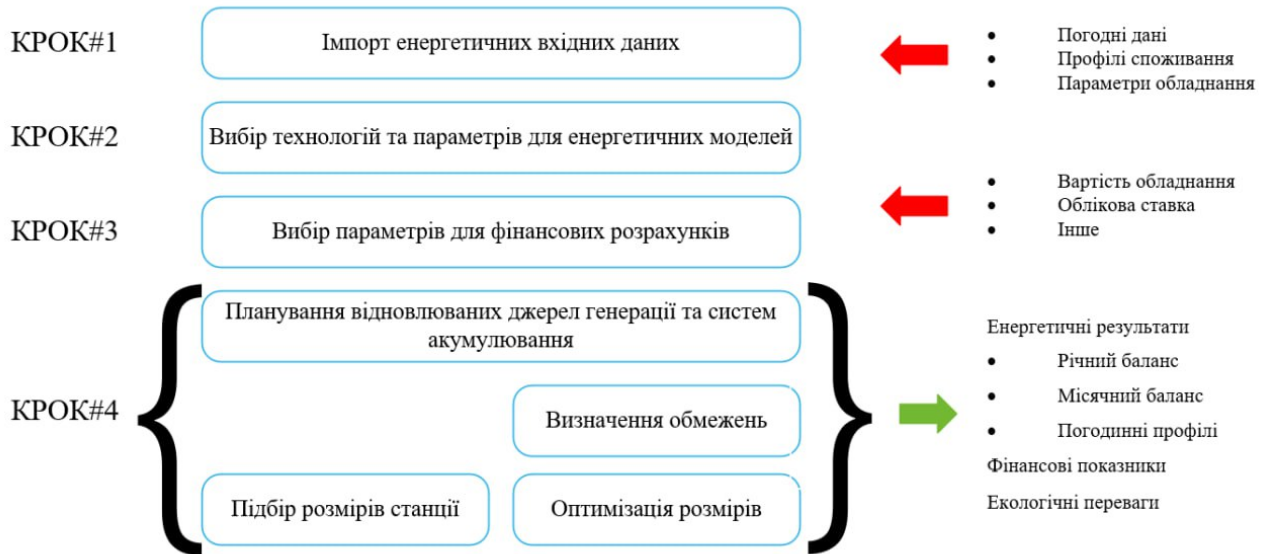 КРОК#1
Імпорт енергетичних вхідних даних
• Погодні дані
• Профілі споживання
• Параметри обладнання
КРОК#2
Вибір технологій та параметрів для енергетичних моделей
КРОК#3
Вибір параметрів для фінансових розрахунків
• Вартість обладнання
• Облікова ставка
• Інше
КРОК#4
Планування відновлюваних джерел генерації та систем
акумулювання
Визначення обмежень
Підбір розмірів станції
Оптимізація розмірів
Енергетичні результати
• Річний баланс
• Місячний баланс
• Погодинні профілі
Фінансові показники
Екологічні переваги